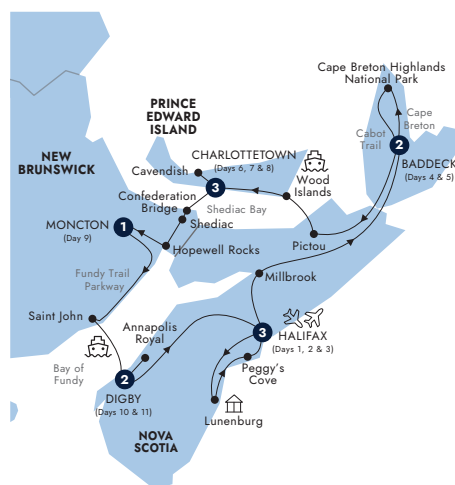 Cape Breton Highlands
National Park
PRINCE
EDWARD
ISLAND
Cape
Breton
Cabot
Trail
NEW
BRUNSWICK
CHARLOTTETOWN
(Days 6, 7 & 8)
2
BADDECK
(Days 4 & 5)
Cavendish
3
Wood
Islands
Confederation
Bridge
Shediac Bay
Shediac
MONCTON
1
(Day 9)
Pictou
Hopewell Rocks
Fundy Trail
Parkway
Millbrook
Saint John
Annapolis
Royal
3
HALIFAX
(Days 1, 2 & 3)
Bay of
Fundy
Peggy's
Cove
2
DIGBY
(Days 10 & 11)
Lunenburg
NOVA
SCOTIA